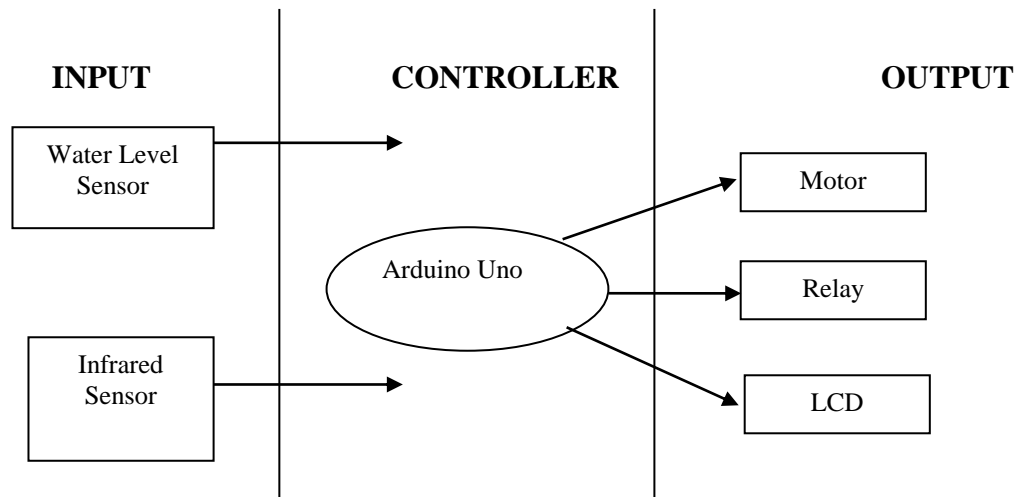 INPUT
CONTROLLER
OUTPUT
Water Level
Sensor
Motor
Arduino Uno
Relay
Infrared
Sensor
LCD